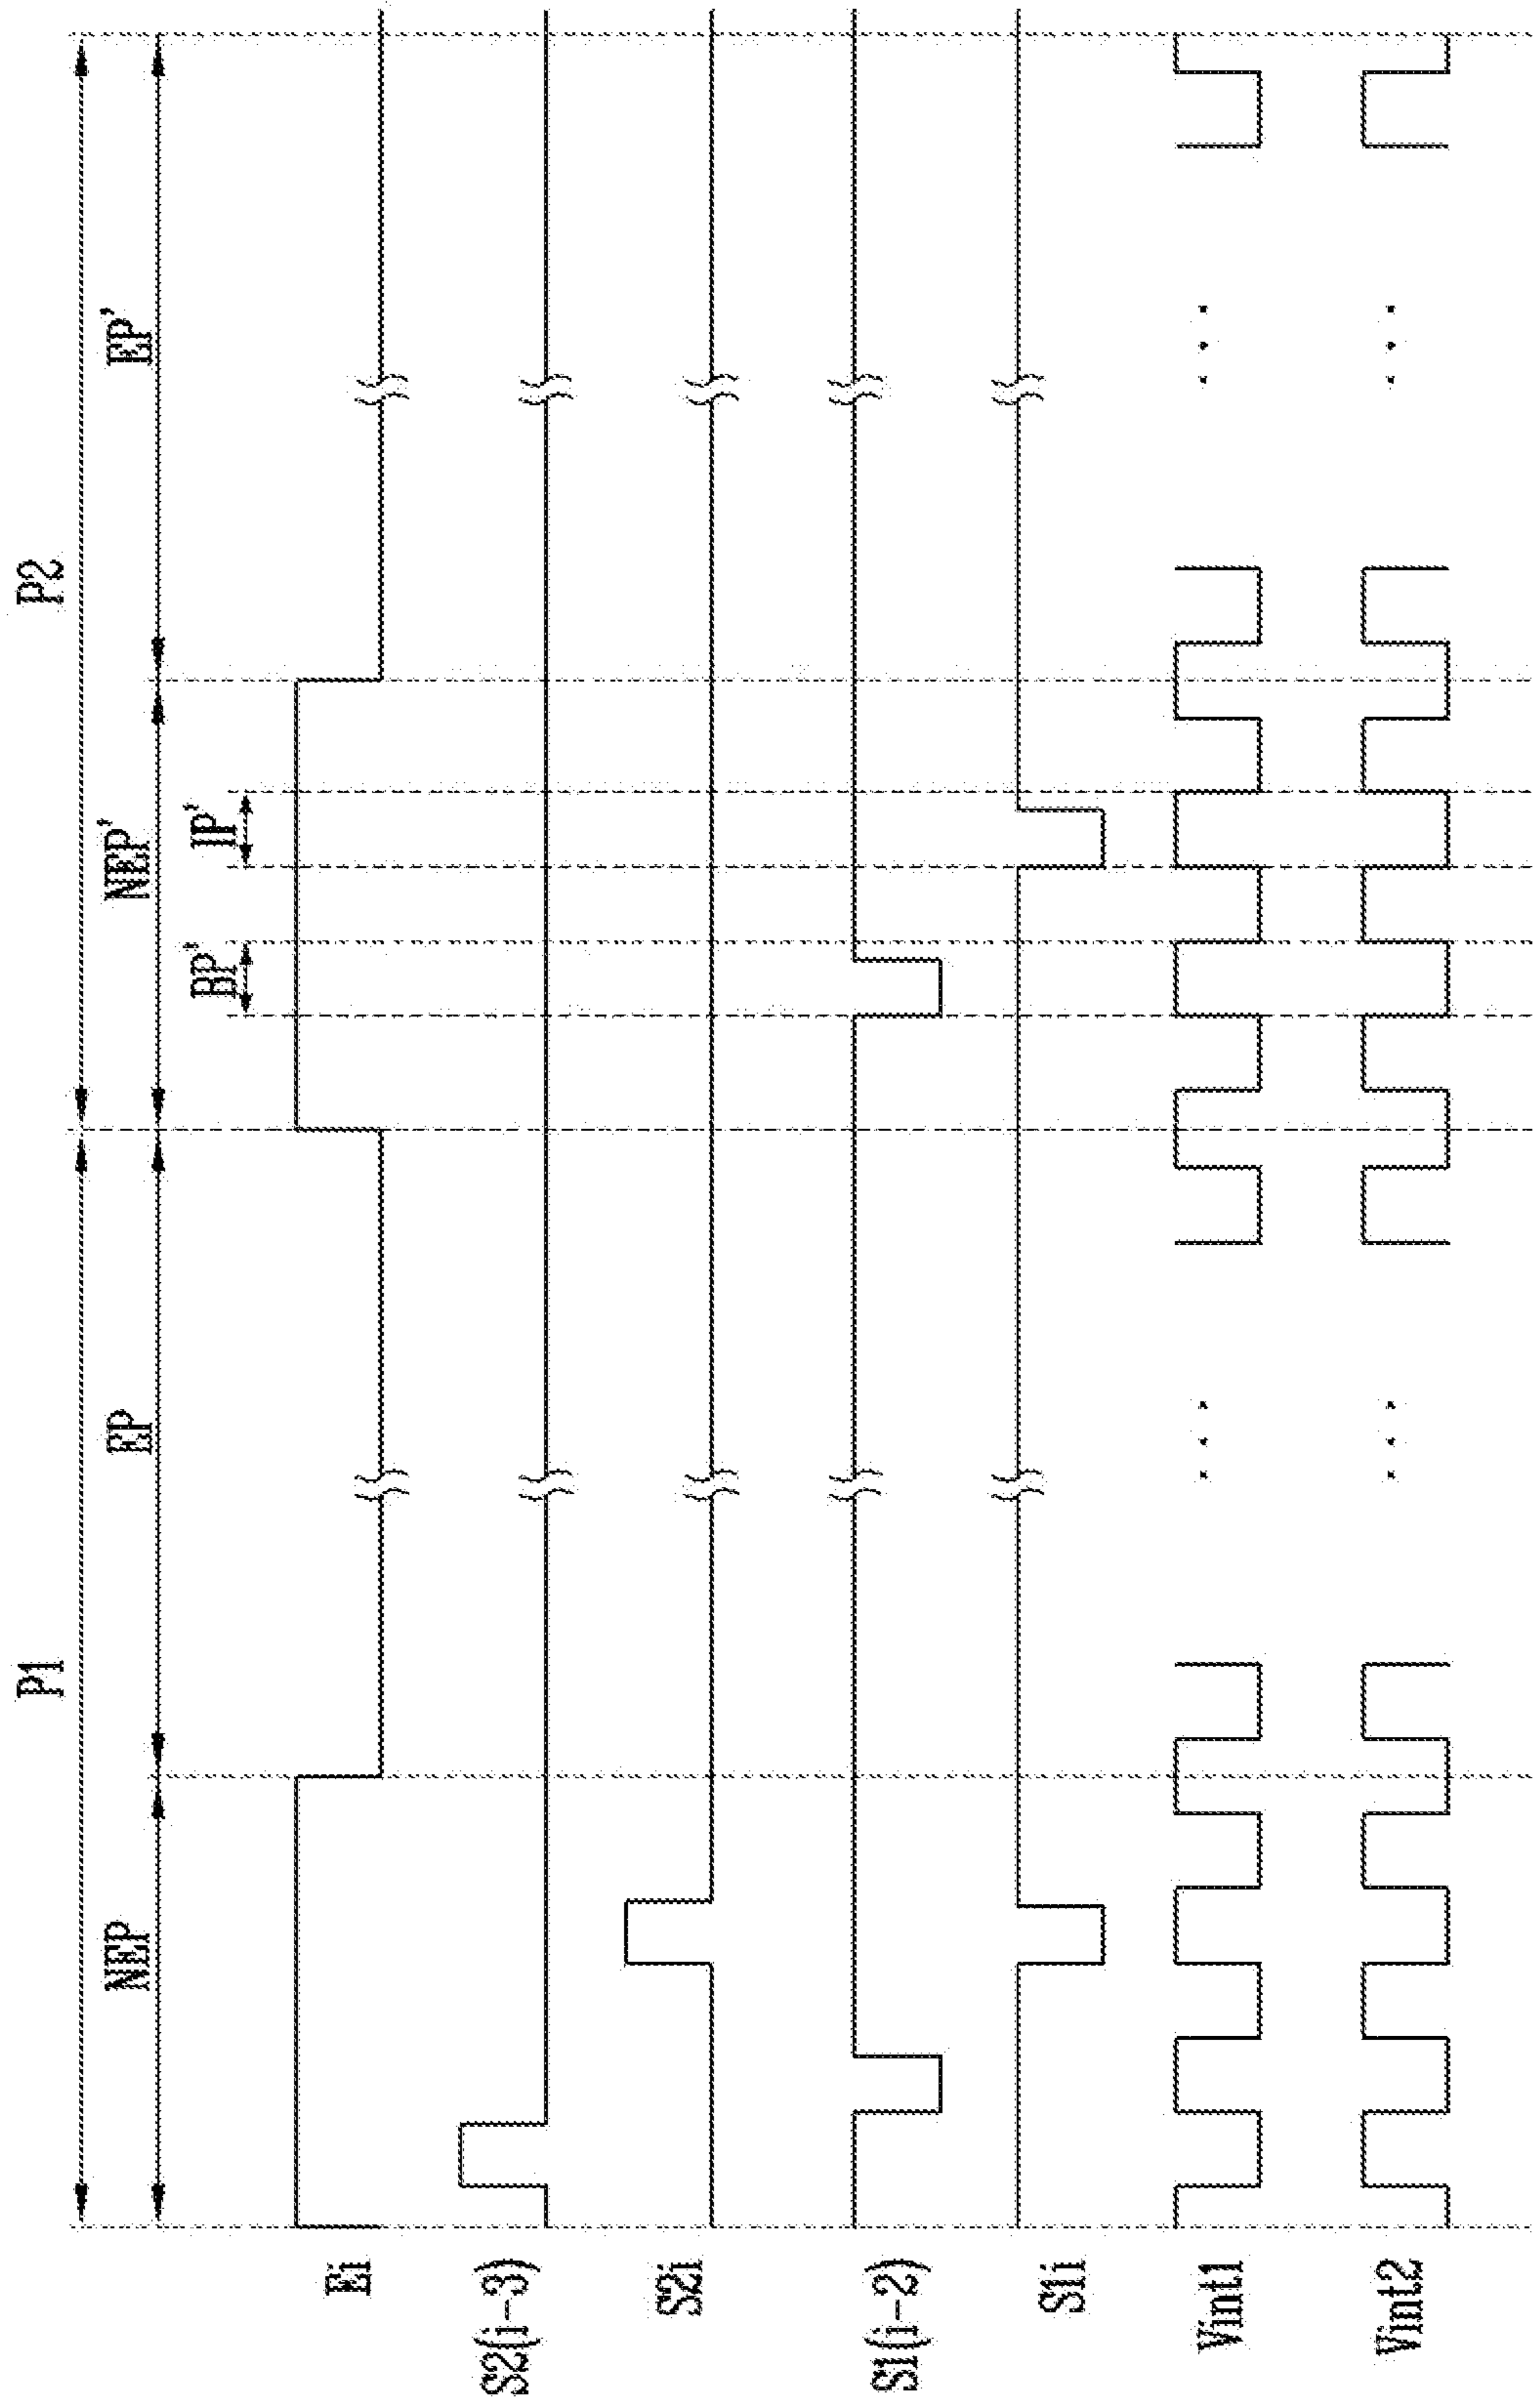 P1 P2
NEP EP NEP' EP'
BP' IP'
Ei
S2(i-3)
S2i
S1(i-2)
S1i
Vint1
Vint2